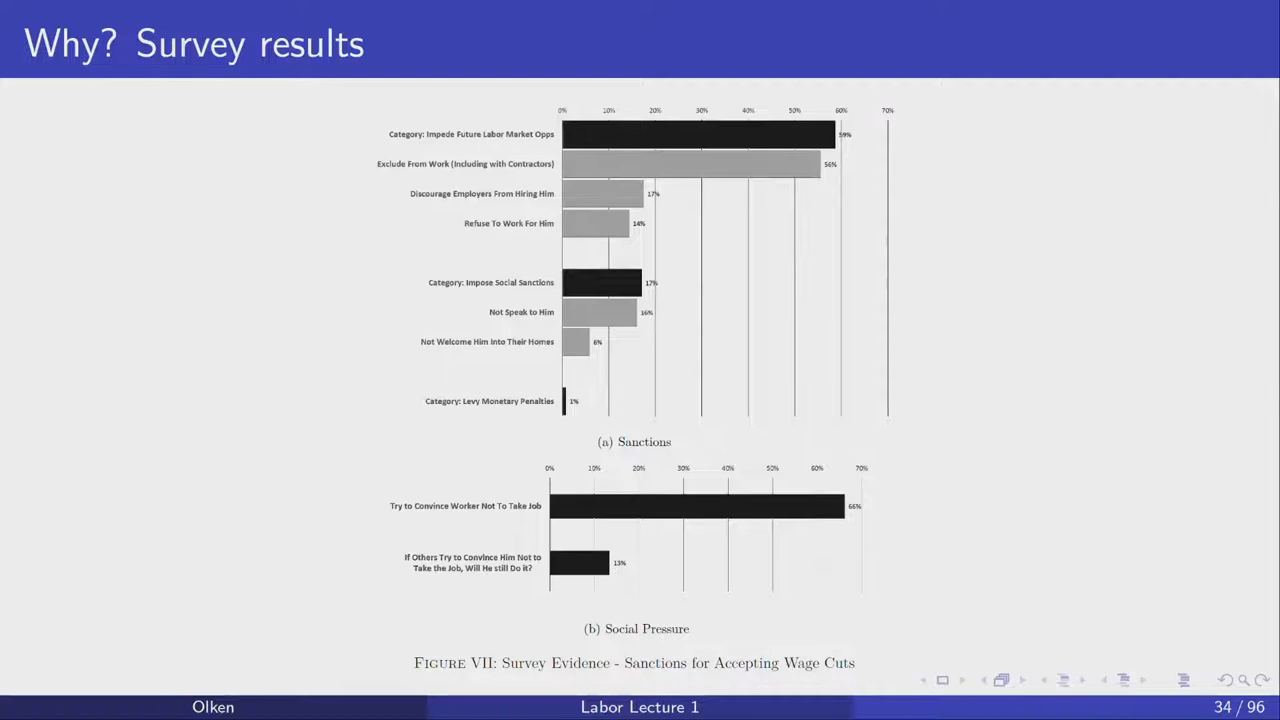 Why? Survey results
0% 10% 20% 30% 40% 50% 60% 70%
Category: Impede Future Labor Market Opps 59%
Exclude From Work (Including with Contractors) 56%
Discourage Employers From Hiring Him 17%
Refuse To Work For Him 14%
Category: Impose Social Sanctions 17%
Not Speak to Him 16%
Not Welcome Him Into Their Homes 6%
Category: Levy Monetary Penalties 1%
(a) Sanctions
0% 10% 20% 30% 40% 50% 60% 70%
Try to Convince Worker Not To Take Job 66%
If Others Try to Convince Him Not to
Take the Job, Will He still Do it? 13%
(b) Social Pressure
Figure VII: Survey Evidence - Sanctions for Accepting Wage Cuts
Olken Labor Lecture 1 34 / 96